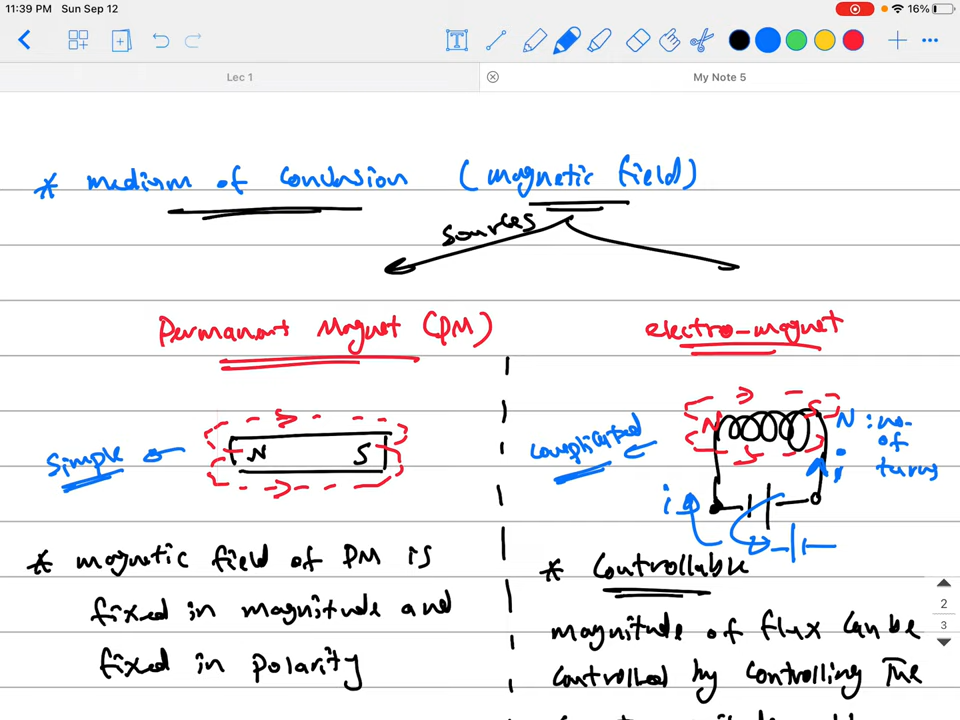 11:39 PM Sun Sep 12
16%
Lec 1
My Note 5
* medium of conversion (magnetic field)
sources
Permanant Magnet (PM)
electro-magnet
N S
simple
N S
complicated
N : no.
of
turns
i
i
* magnetic field of PM is
fixed in magnitude and
fixed in polarity
* Controllable
magnitude of flux can be
controlled by controlling The
2
3